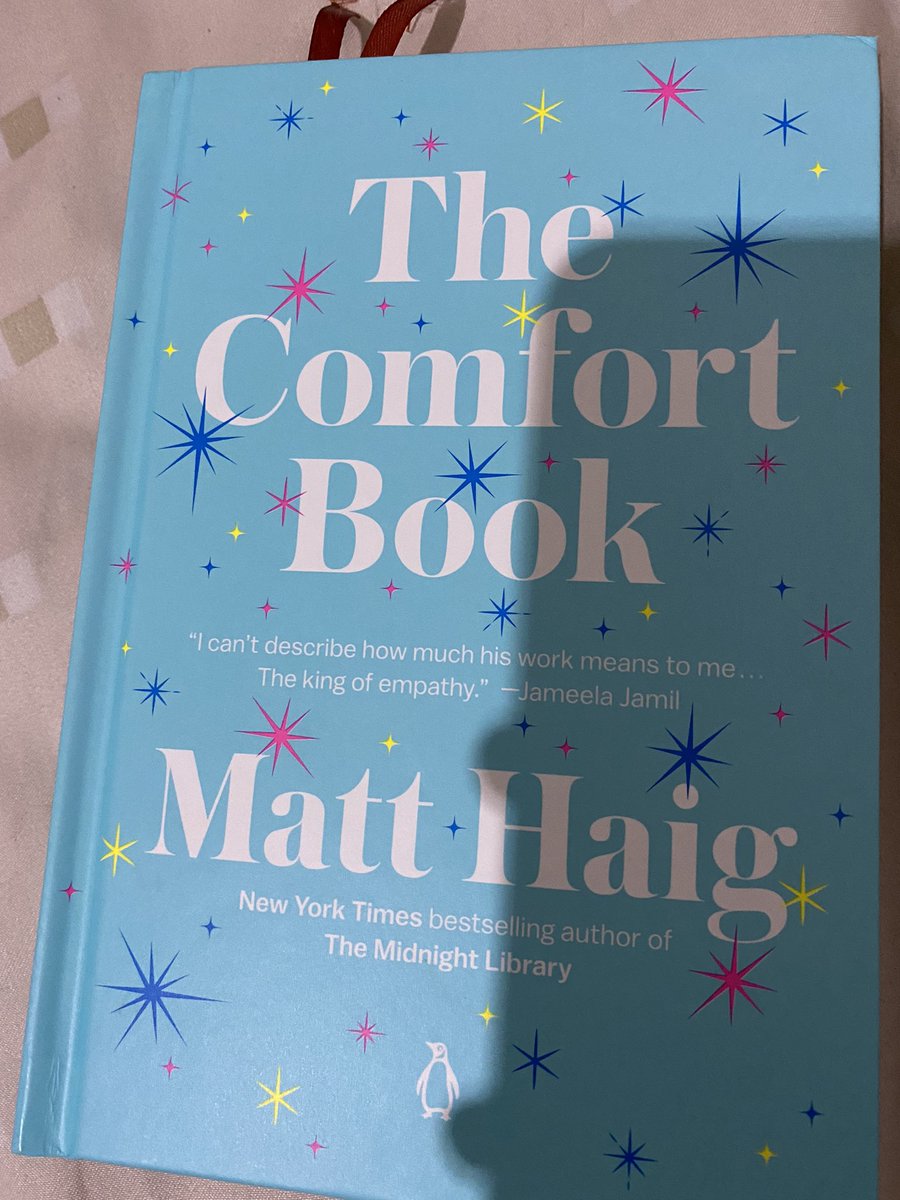 The
Comfort
Book
“I can’t describe how much his work means to me...
The king of empathy.” —Jameela Jamil
Matt Haig
New York Times bestselling author of
The Midnight Library